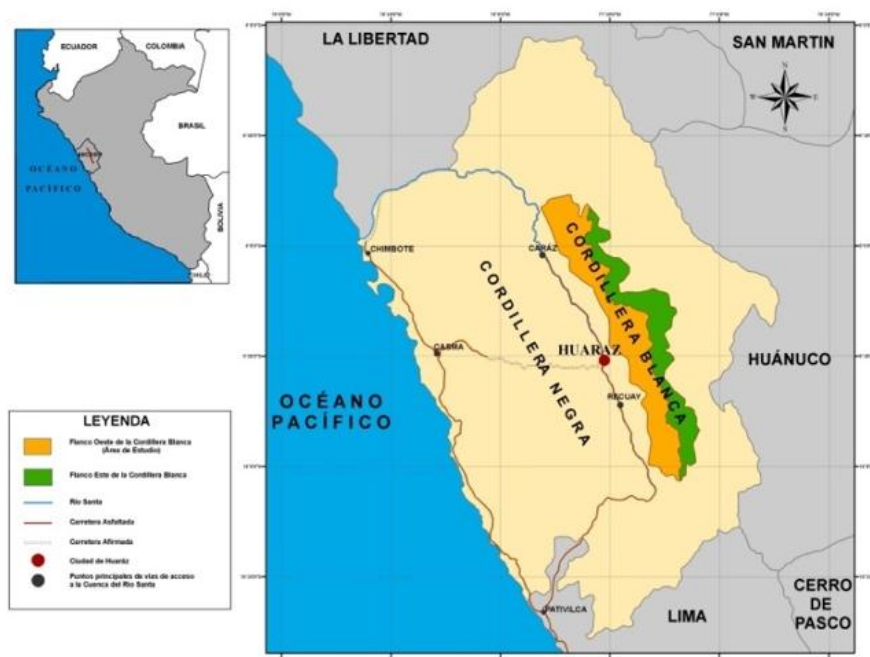 ECUADOR
COLOMBIA
BRASIL
OCÉANO
PACÍFICO
BOLIVIA
LA LIBERTAD
SAN MARTIN
N
CHIMBOTE
CARÁZ
CORDILLERA BLANCA
CORDILLERA NEGRA
CASMA
HUARAZ
HUÁNUCO
RECUAY
OCÉANO
PACÍFICO
PATIVILCA
LIMA
CERRO
DE
PASCO
LEYENDA
Flanco Oeste de la Cordillera Blanca
(Área de Estudio)
Flanco Este de la Cordillera Blanca
Río Santa
Carretera Asfaltada
Carretera Afirmada
Ciudad de Huaráz
Puntos principales de vías de acceso
a la Cuenca del Río Santa